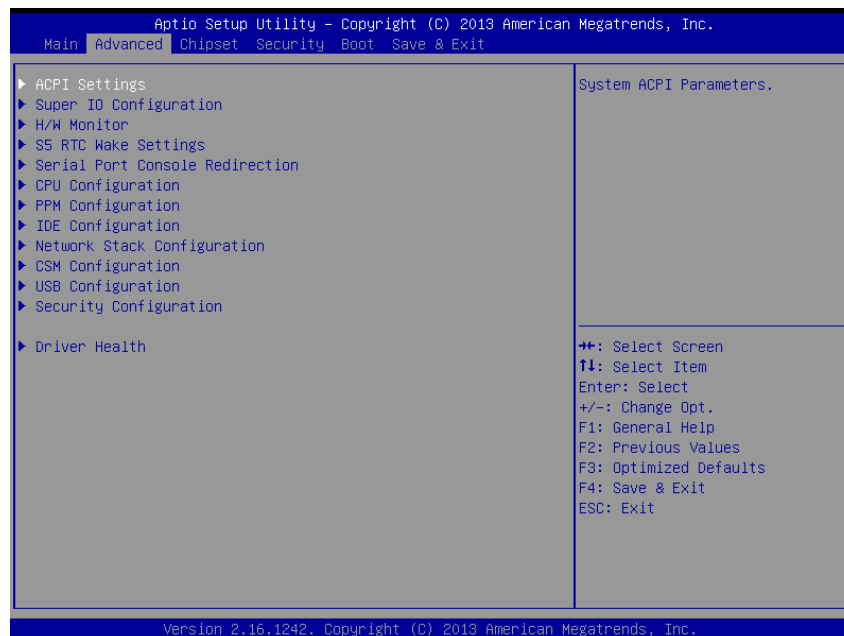 Aptio Setup Utility – Copyright (C) 2013 American Megatrends, Inc.
Main Advanced Chipset Security Boot Save & Exit
ACPI Settings
Super IO Configuration
H/W Monitor
S5 RTC Wake Settings
Serial Port Console Redirection
CPU Configuration
PPM Configuration
IDE Configuration
Network Stack Configuration
CSM Configuration
USB Configuration
Security Configuration
Driver Health
System ACPI Parameters.
→←: Select Screen
↑↓: Select Item
Enter: Select
+/-: Change Opt.
F1: General Help
F2: Previous Values
F3: Optimized Defaults
F4: Save & Exit
ESC: Exit
Version 2.16.1242. Copyright (C) 2013 American Megatrends, Inc.